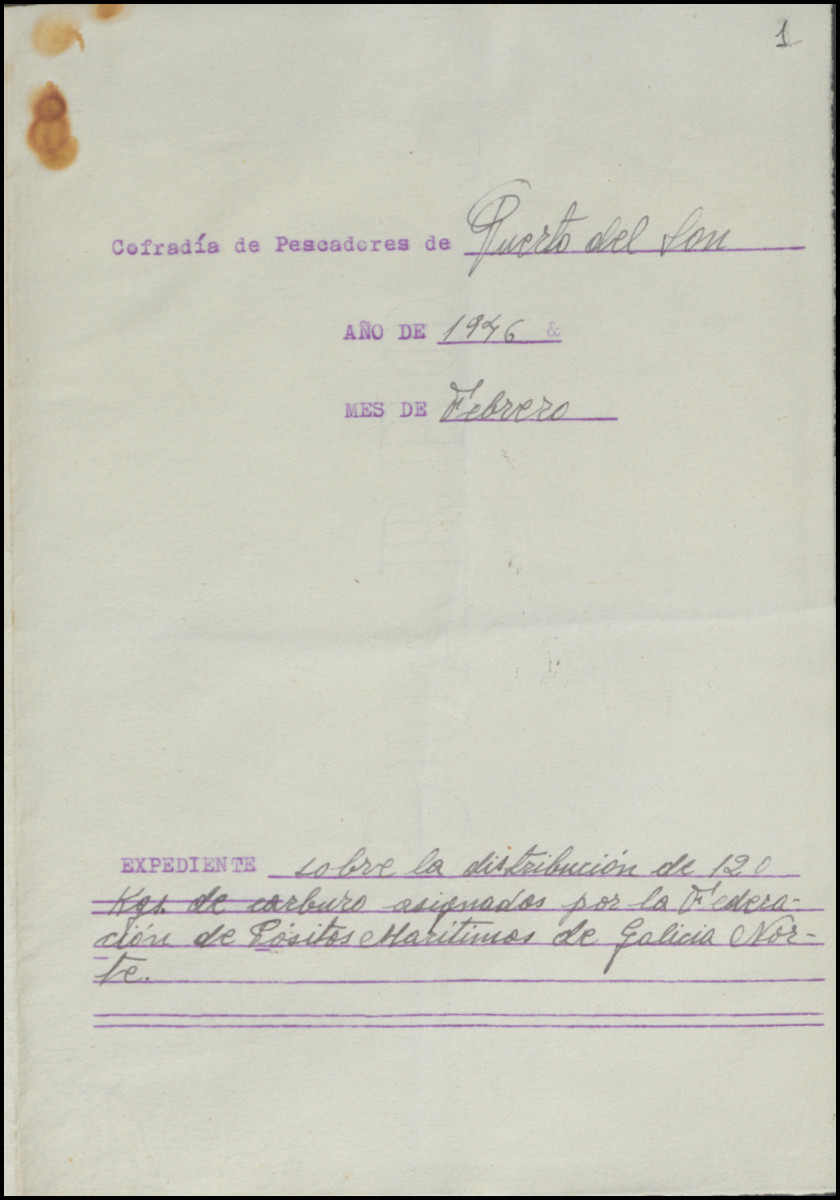 1
Cofradía de Pescadores de Puerto del Son
AÑO DE 1946 &
MES DE Febrero
EXPEDIENTE sobre la distribución de 120
Kgs. de carburo asignados por la Federa-
ción de Pósitos Marítimos de Galicia Nor-
te.